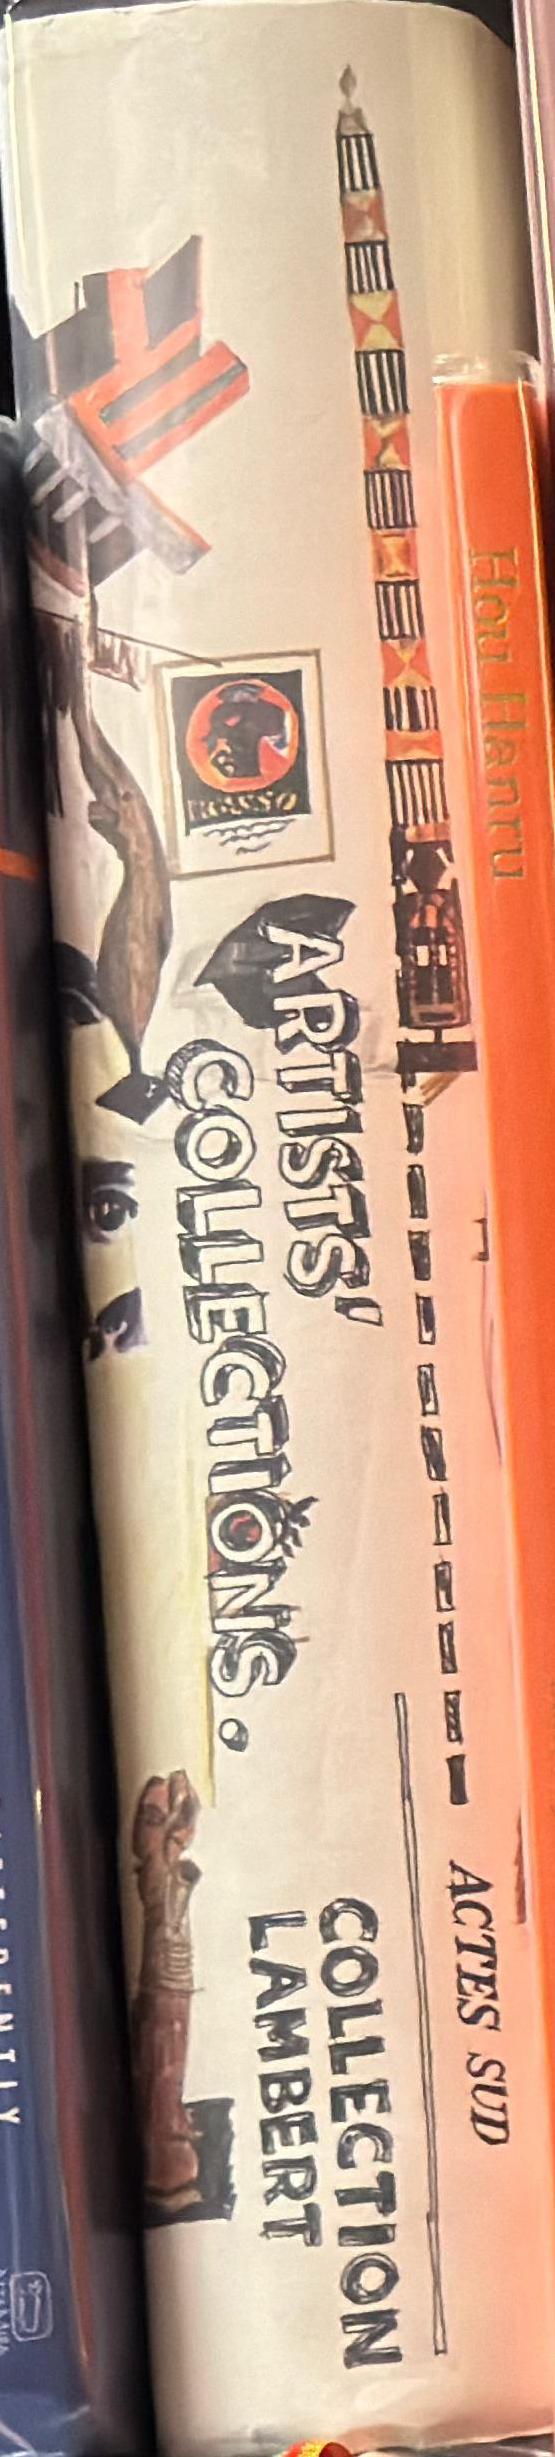 ARTISTS'
COLLECTIONS.
COLLECTION
LAMBERT
ACTES SUD
Hou Hanru